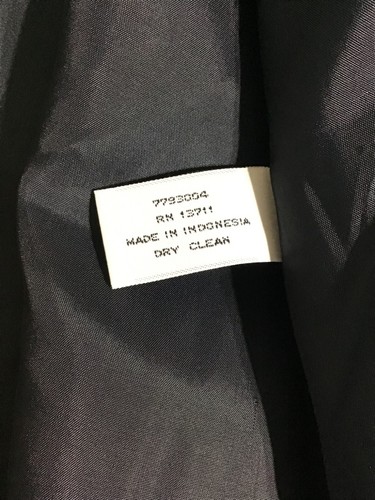 7793004
RN 13711
MADE IN INDONESIA
DRY CLEAN